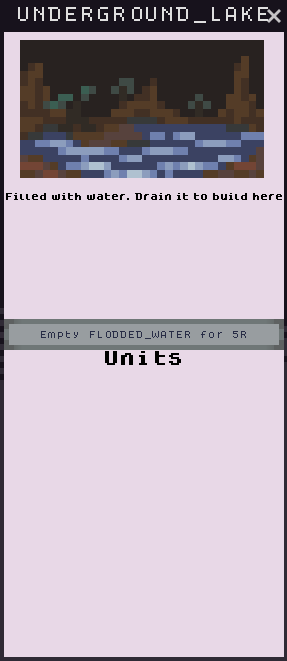 UNDERGROUND_LAKE
Filled with water. Drain it to build here
Empty FLODDED_WATER for 5R
Units